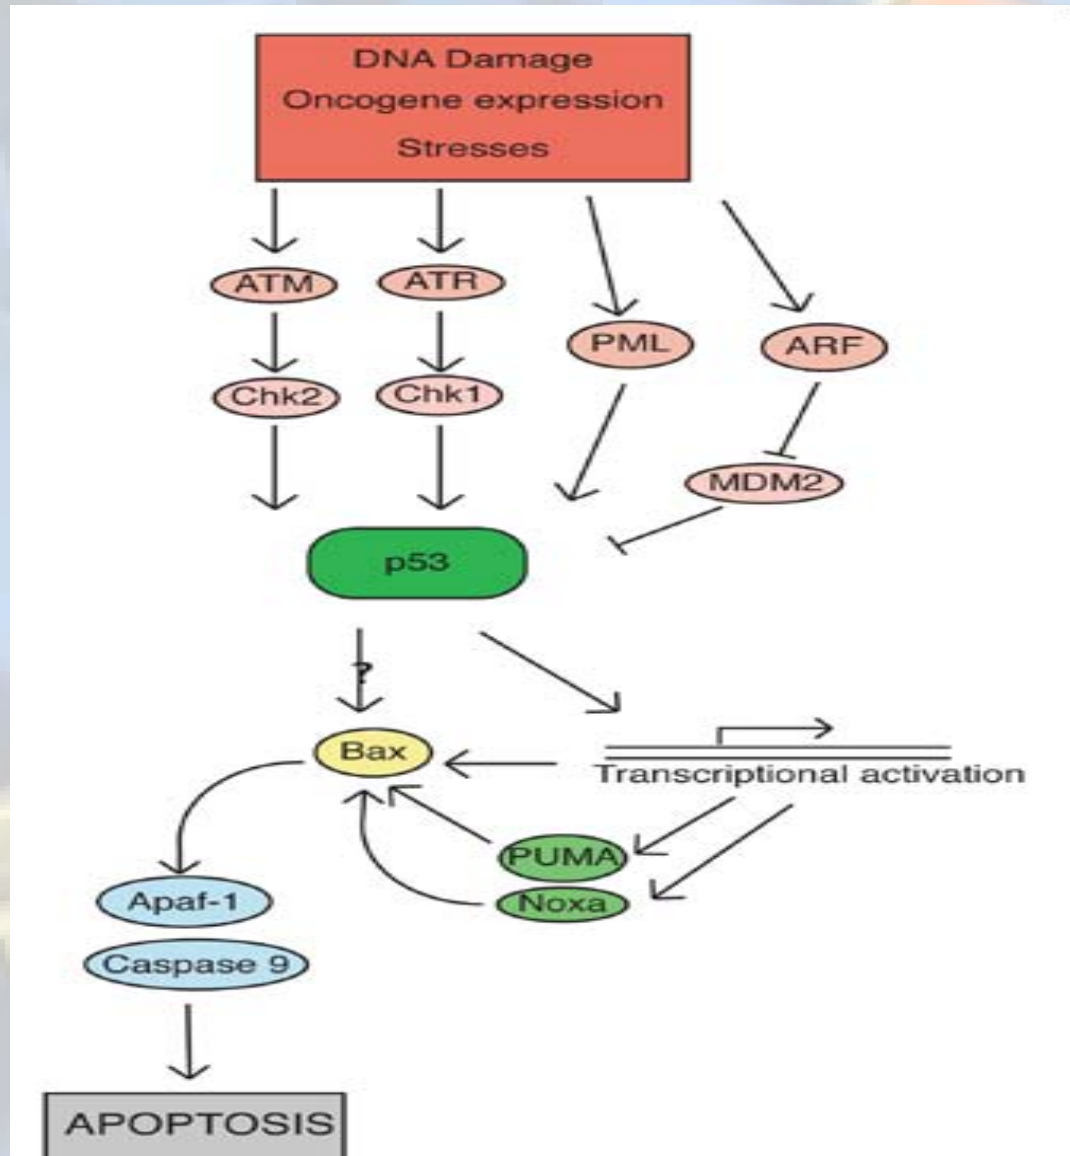 DNA Damage
Oncogene expression
Stresses
ATM
ATR
PML
ARF
Chk2
Chk1
MDM2
p53
?
Bax
Transcriptional activation
PUMA
Noxa
Apaf-1
Caspase 9
APOPTOSIS